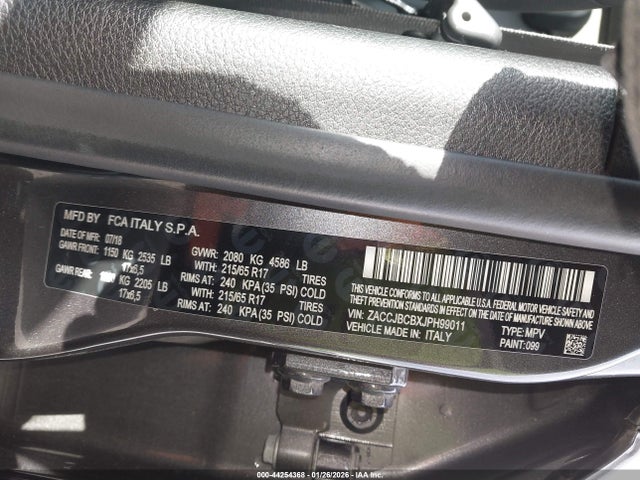 MFD BY FCA ITALY S.P.A.
DATE OF MFR: 07/18 GVWR: 2080 KG 4586 LB
GAWR FRONT: 1150 KG 2535 LB WITH: 215/65 R17 TIRES
17x6,5 RIMS AT: 240 KPA(35 PSI) COLD
GAWR REAR: KG 2205 LB WITH: 215/65 R17 TIRES
17x6,5 RIMS AT: 240 KPA(35 PSI) COLD
THIS VEHICLE CONFORMS TO ALL APPLICABLE U.S.A. FEDERAL MOTOR VEHICLE SAFETY, BUMPER AND
THEFT PREVENTION STANDARDS IN EFFECT ON THE DATE OF MANUFACTURE SHOWN ABOVE.
VIN: ZACCJBCBXJPH99011 TYPE: MPV
VEHICLE MADE IN: ITALY PAINT: 099
000-44254368 - 01/26/2026 - IAAI.COM